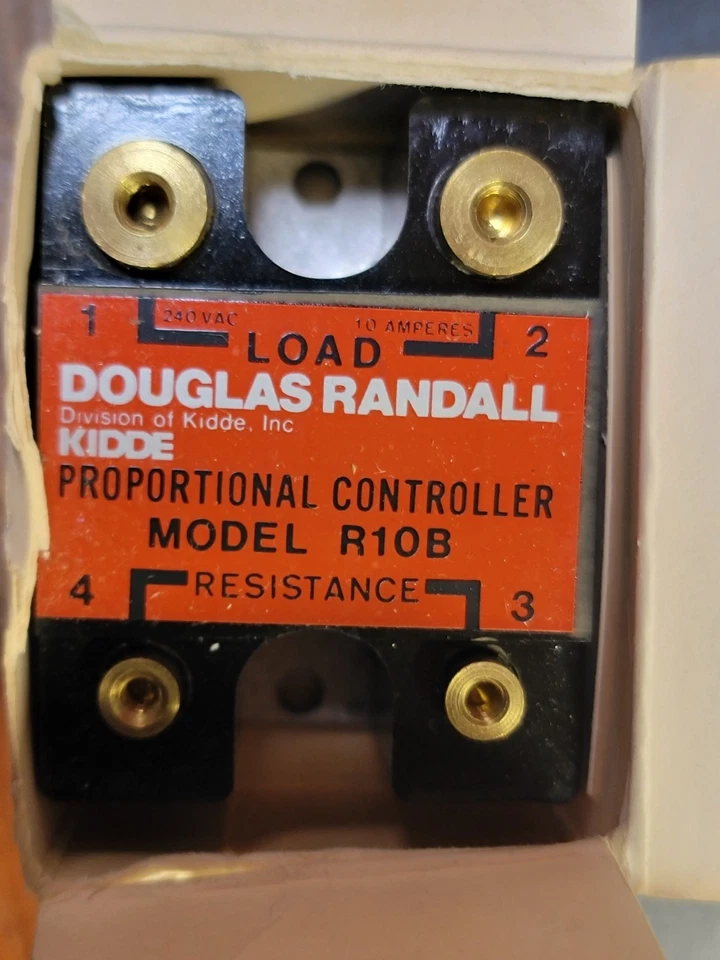 1 240 VAC 10 AMPERES 2
LOAD
DOUGLAS RANDALL
Division of Kidde, Inc
KIDDE
PROPORTIONAL CONTROLLER
MODEL R10B
4 RESISTANCE 3